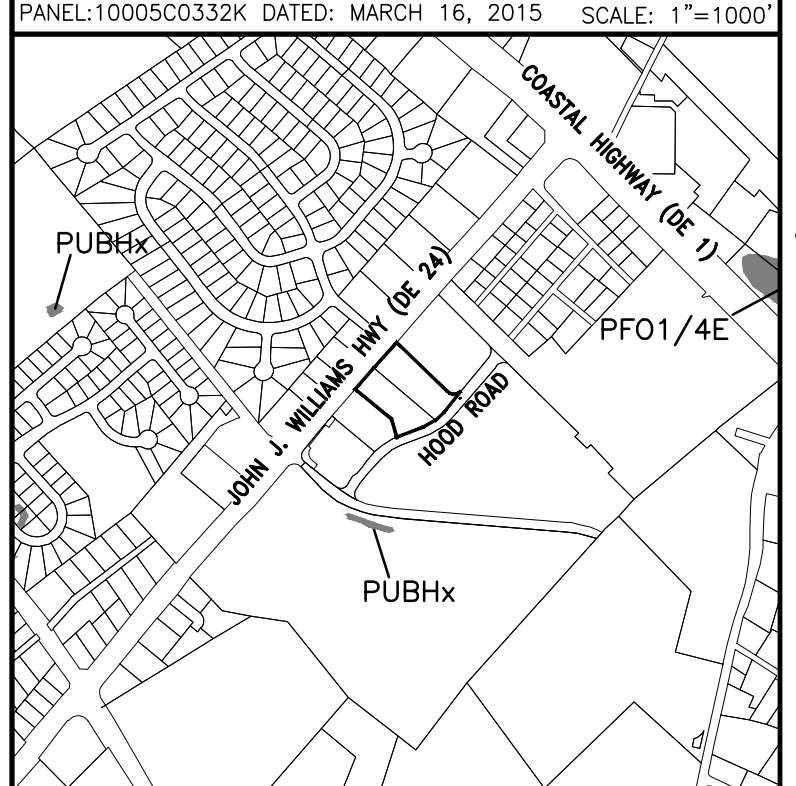 PANEL:10005C0332K DATED: MARCH 16, 2015 SCALE: 1"=1000'
COASTAL HIGHWAY (DE 1)
PUBHx
JOHN J. WILLIAMS HWY (DE 24)
PFO1/4E
HOOD ROAD
PUBHx